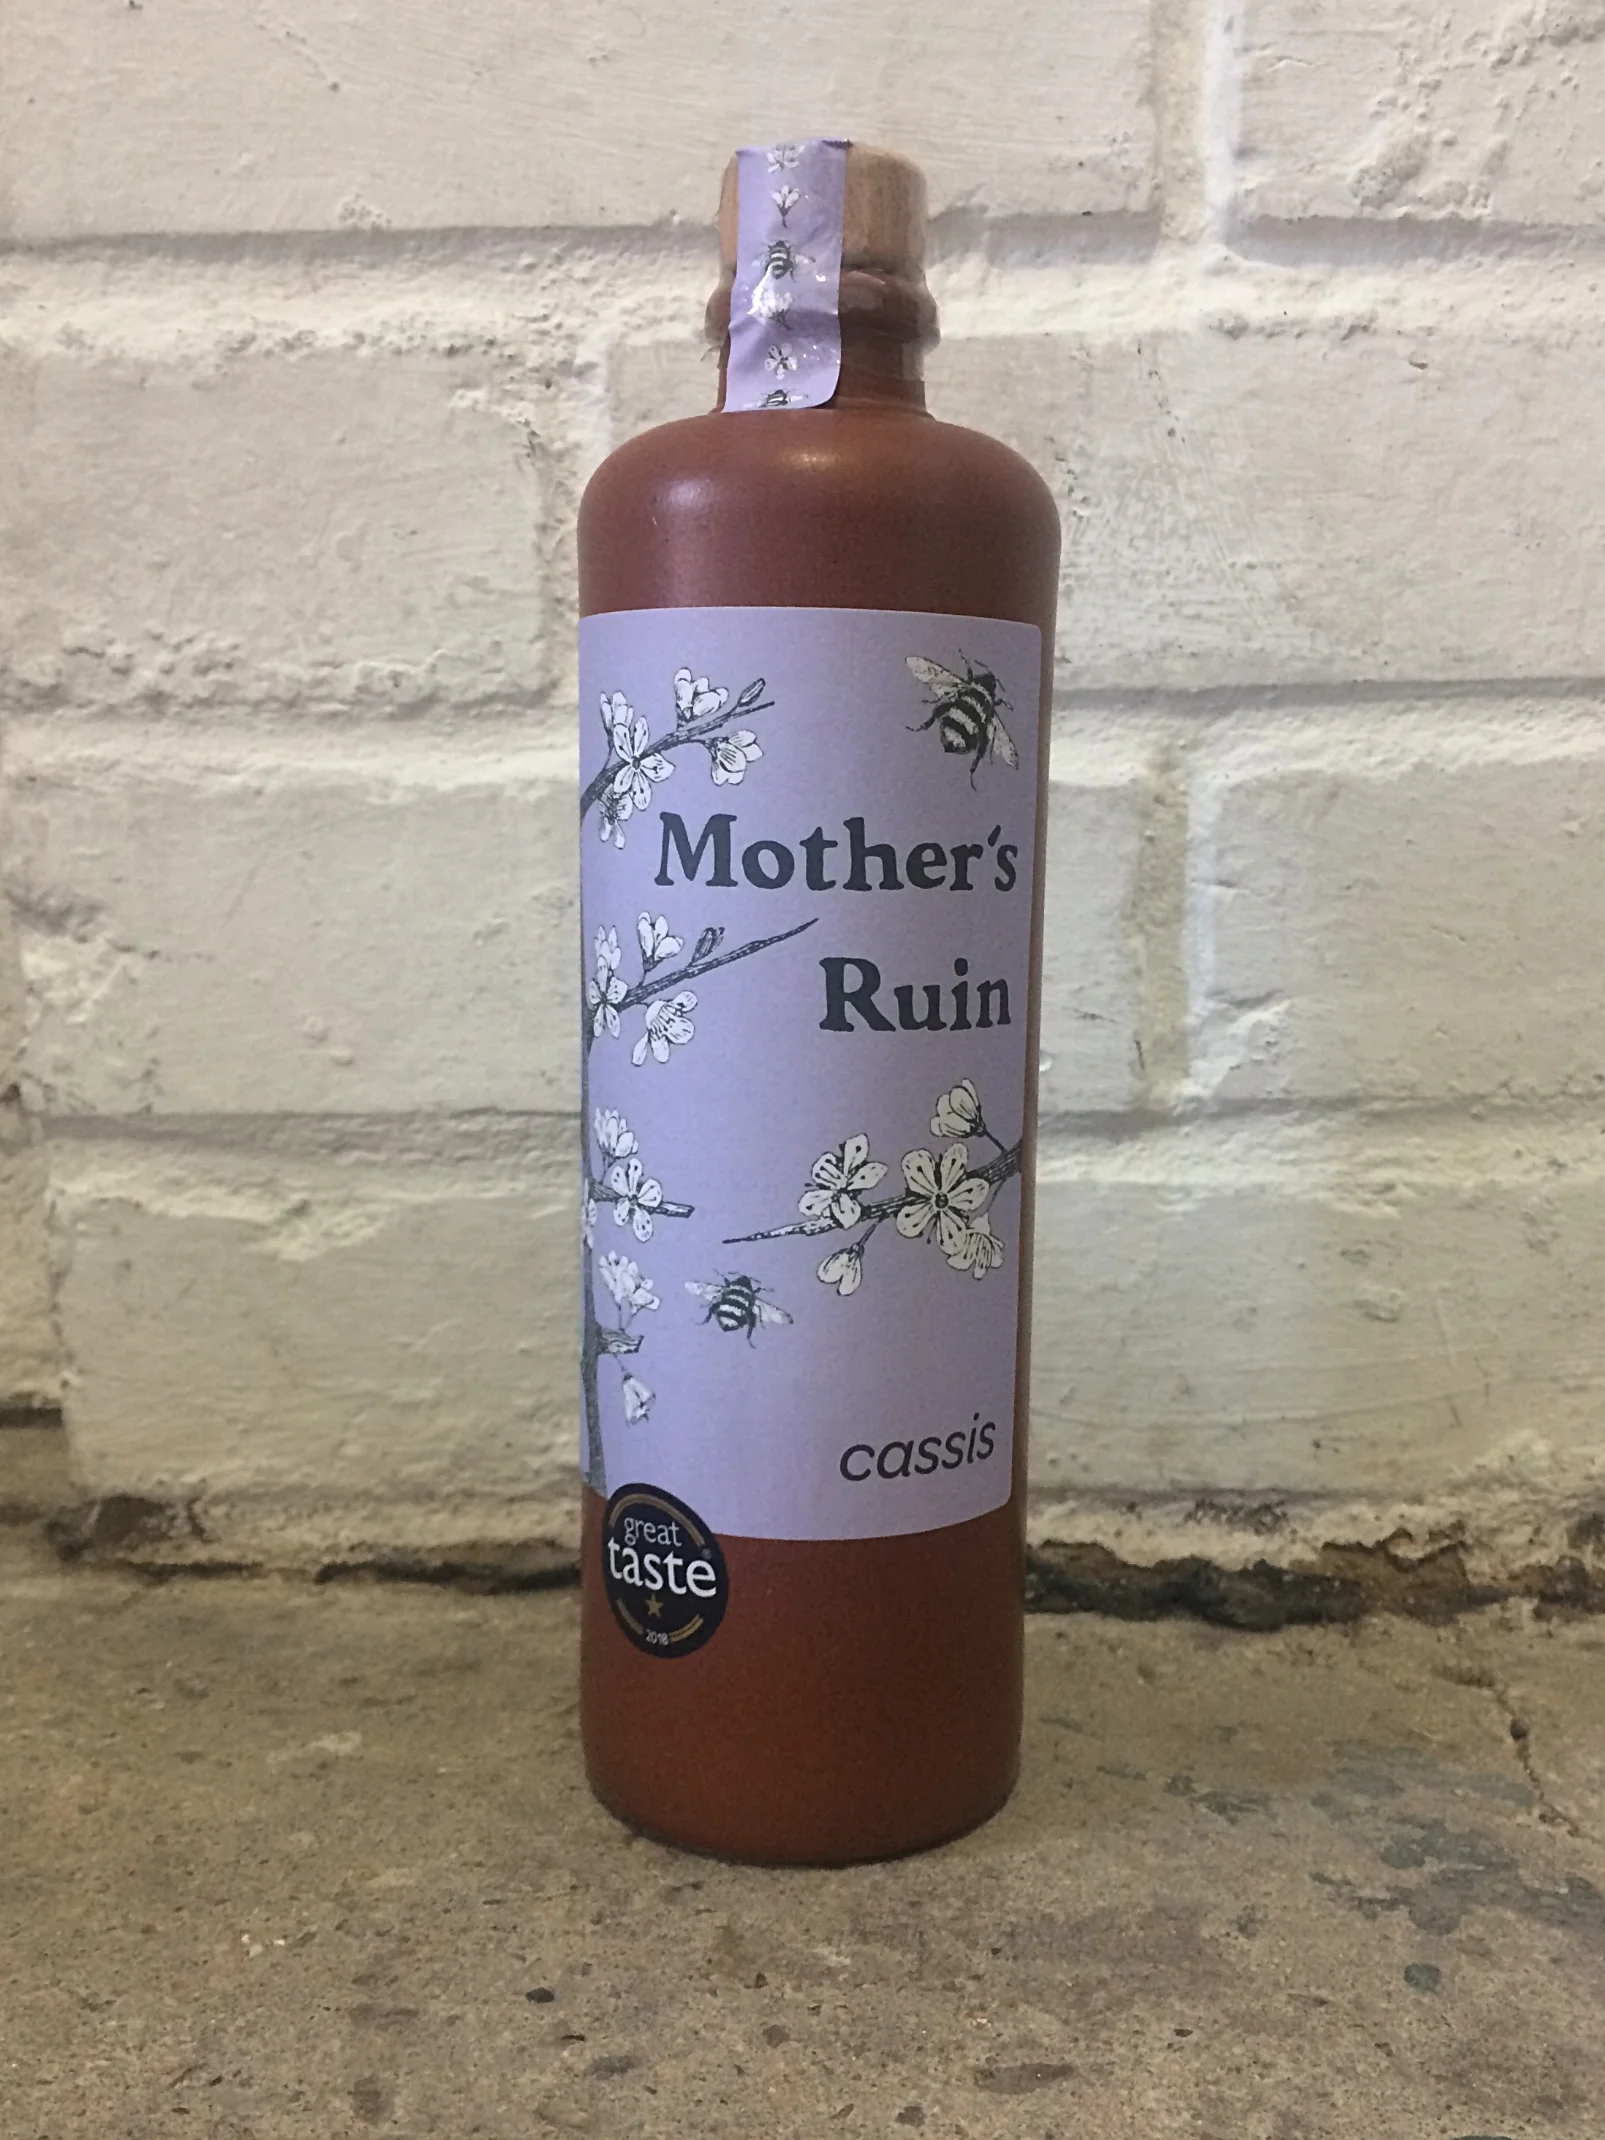 Mother's
Ruin
cassis
great
taste
2018